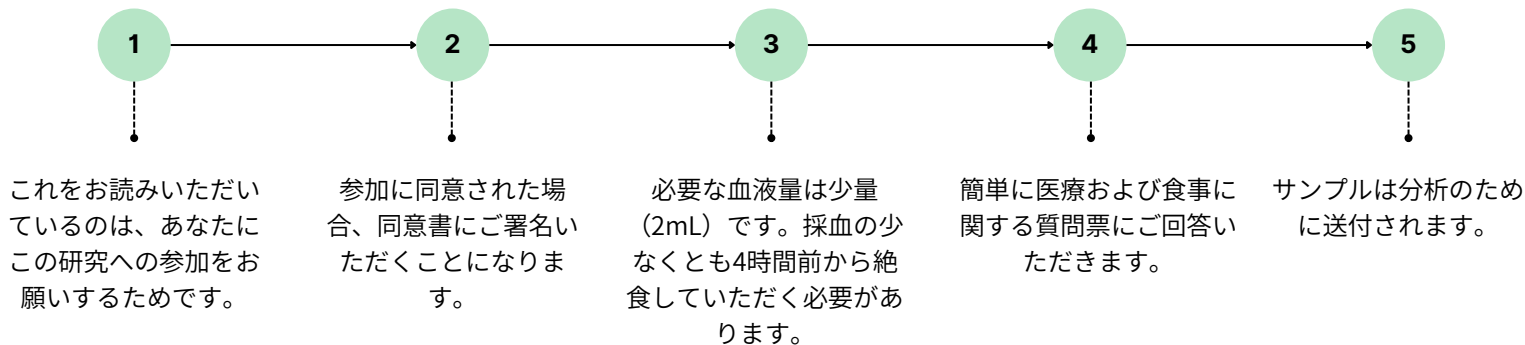 1
2
3
4
5
これをお読みいただい
ているのは、あなたに
この研究への参加をお
願いするためです。
参加に同意された場
合、同意書にご署名い
ただくことになりま
す。
必要な血液量は少量
（2mL）です。採血の少
なくとも4時間前から絶
食していただく必要があ
ります。
簡単に医療および食事に
関する質問票にご回答い
ただきます。
サンプルは分析のため
に送付されます。